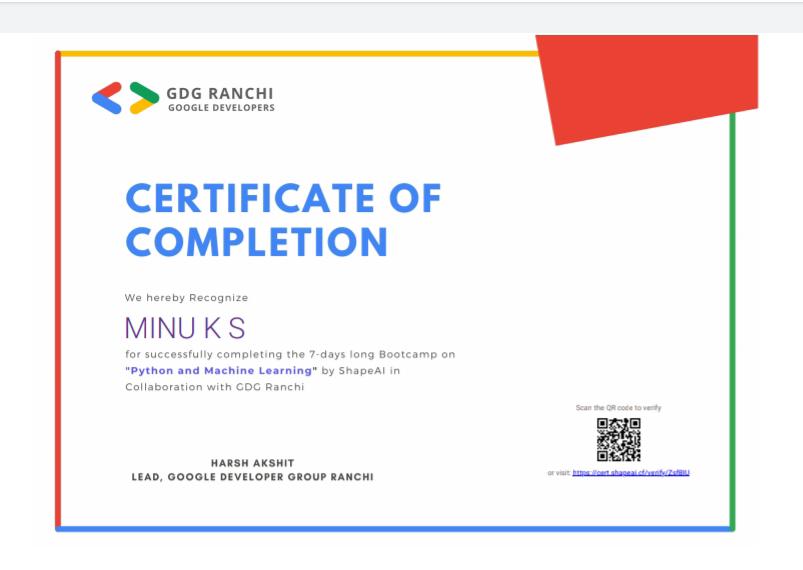 GDG RANCHI
GOOGLE DEVELOPERS
CERTIFICATE OF
COMPLETION
We hereby Recognize
MINU K S
for successfully completing the 7-days long Bootcamp on
"Python and Machine Learning" by ShapeAI in
Collaboration with GDG Ranchi
Scan the QR code to verify
or visit: https://cert.shapeai.cf/verify/
HARSH AKSHIT
LEAD, GOOGLE DEVELOPER GROUP RANCHI